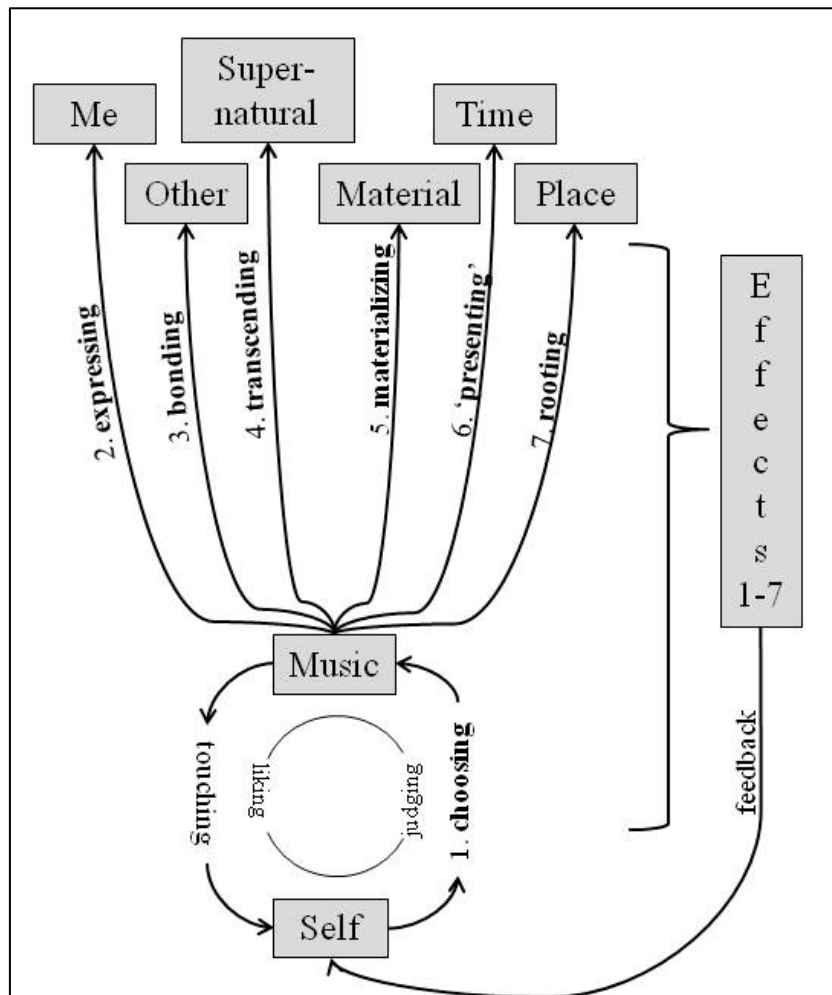 Super-
natural
Me
Time
Other
Material
Place
2. expressing
3. bonding
4. transcending
5. materializing
6. ‘presenting’
7. rooting
E
f
f
e
c
t
s
1-7
Music
touching
liking
judging
1. choosing
feedback
Self